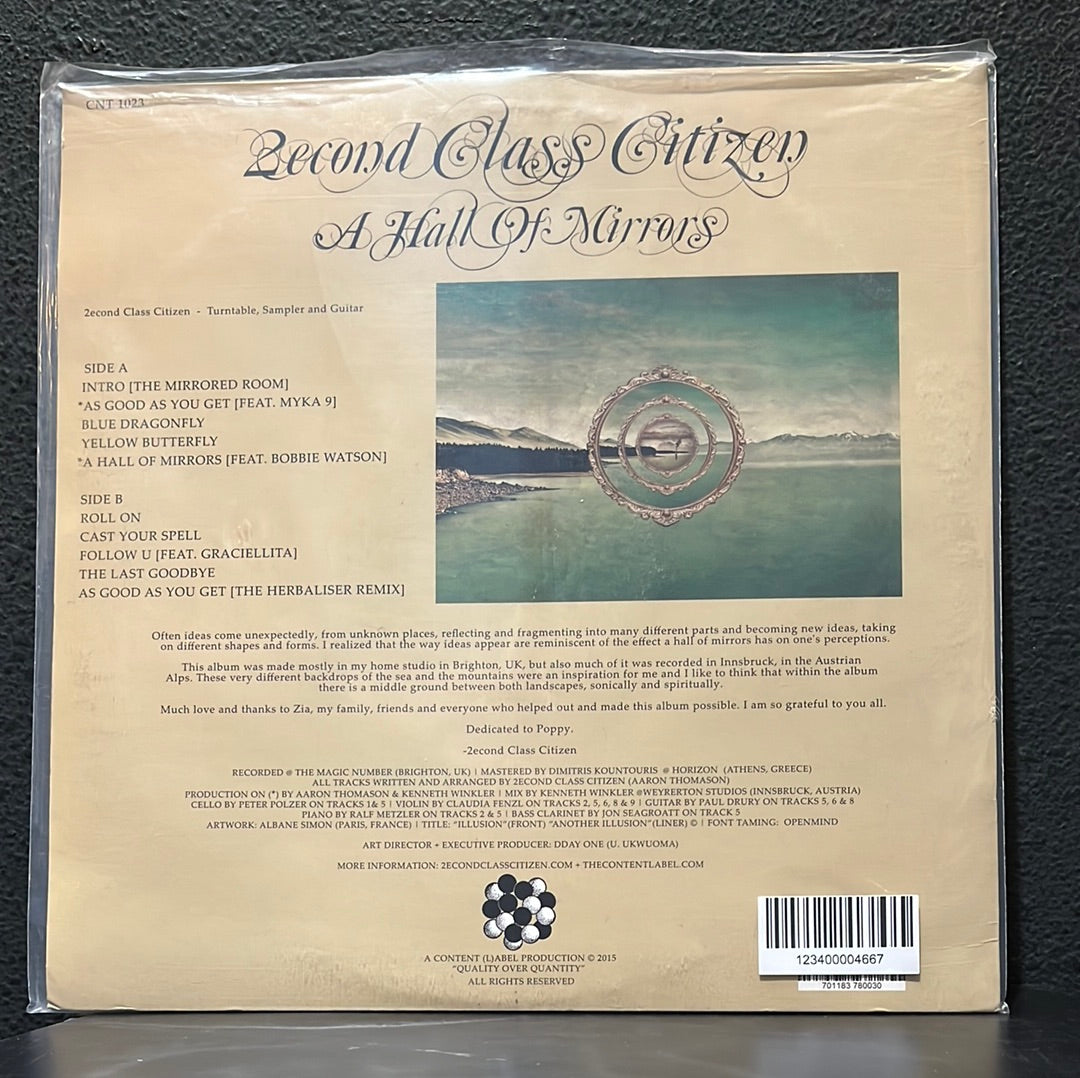 CNT 1023
2econd Class Citizen
A Hall Of Mirrors
2econd Class Citizen - Turntable, Sampler and Guitar
SIDE A
INTRO [THE MIRRORED ROOM]
*AS GOOD AS YOU GET [FEAT. MYKA 9]
BLUE DRAGONFLY
YELLOW BUTTERFLY
*A HALL OF MIRRORS [FEAT. BOBBIE WATSON]
SIDE B
ROLL ON
CAST YOUR SPELL
FOLLOW U [FEAT. GRACIELLITA]
THE LAST GOODBYE
AS GOOD AS YOU GET [THE HERBALISER REMIX]
Often ideas come unexpectedly, from unknown places, reflecting and fragmenting into many different parts and becoming new ideas, taking
on different shapes and forms. I realized that the way ideas appear are reminiscent of the effect a hall of mirrors has on one's perceptions.
This album was made mostly in my home studio in Brighton, UK, but also much of it was recorded in Innsbruck, in the Austrian
Alps. These very different backdrops of the sea and the mountains were an inspiration for me and I like to think that within the album
there is a middle ground between both landscapes, sonically and spiritually.
Much love and thanks to Zia, my family, friends and everyone who helped out and made this album possible. I am so grateful to you all.
Dedicated to Poppy.
-2econd Class Citizen
RECORDED @ THE MAGIC NUMBER (BRIGHTON, UK) | MASTERED BY DIMITRIS KOUNTOURIS @ HORIZON (ATHENS, GREECE)
ALL TRACKS WRITTEN AND ARRANGED BY 2ECOND CLASS CITIZEN (AARON THOMASON)
PRODUCTION ON (*) BY AARON THOMASON & KENNETH WINKLER | MIX BY KENNETH WINKLER @WEYRERTON STUDIOS (INNSBRUCK, AUSTRIA)
CELLO BY PETER POLZER ON TRACKS 1& 5 | VIOLIN BY CLAUDIA FENZL ON TRACKS 2, 5, 6, 8 & 9 | GUITAR BY PAUL DRURY ON TRACKS 5, 6 & 8
PIANO BY RALF METZLER ON TRACKS 2 & 5 | BASS CLARINET BY JON SEAGROATT ON TRACK 5
ARTWORK: ALBANE SIMON (PARIS, FRANCE) | TITLE: "ILLUSION"(FRONT) "ANOTHER ILLUSION"(LINER) © | FONT TAMING: OPENMIND
ART DIRECTOR + EXECUTIVE PRODUCER: DDAY ONE (U. UKWUOMA)
MORE INFORMATION: 2ECONDCLASSCITIZEN.COM + THECONTENTLABEL.COM
A CONTENT (L)ABEL PRODUCTION © 2015
"QUALITY OVER QUANTITY"
ALL RIGHTS RESERVED
123400004667
701183 780030